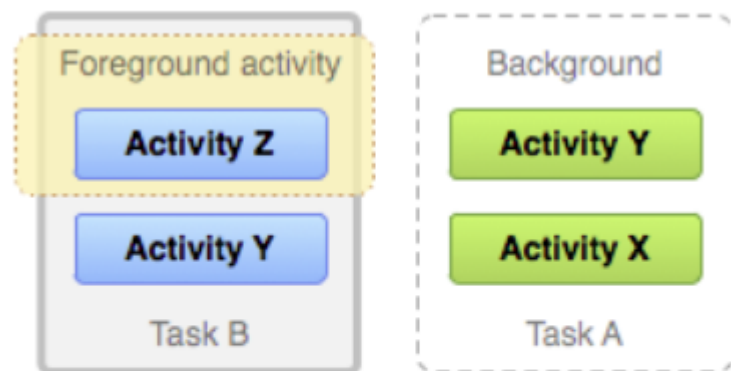 Foreground activity
Activity Z
Activity Y
Task B
Background
Activity Y
Activity X
Task A